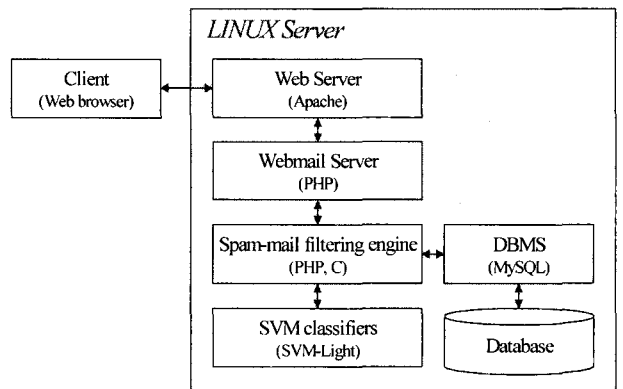 LINUX Server
Client
(Web browser)
Web Server
(Apache)
Webmail Server
(PHP)
Spam-mail filtering engine
(PHP, C)
DBMS
(MySQL)
SVM classifiers
(SVM-Light)
Database